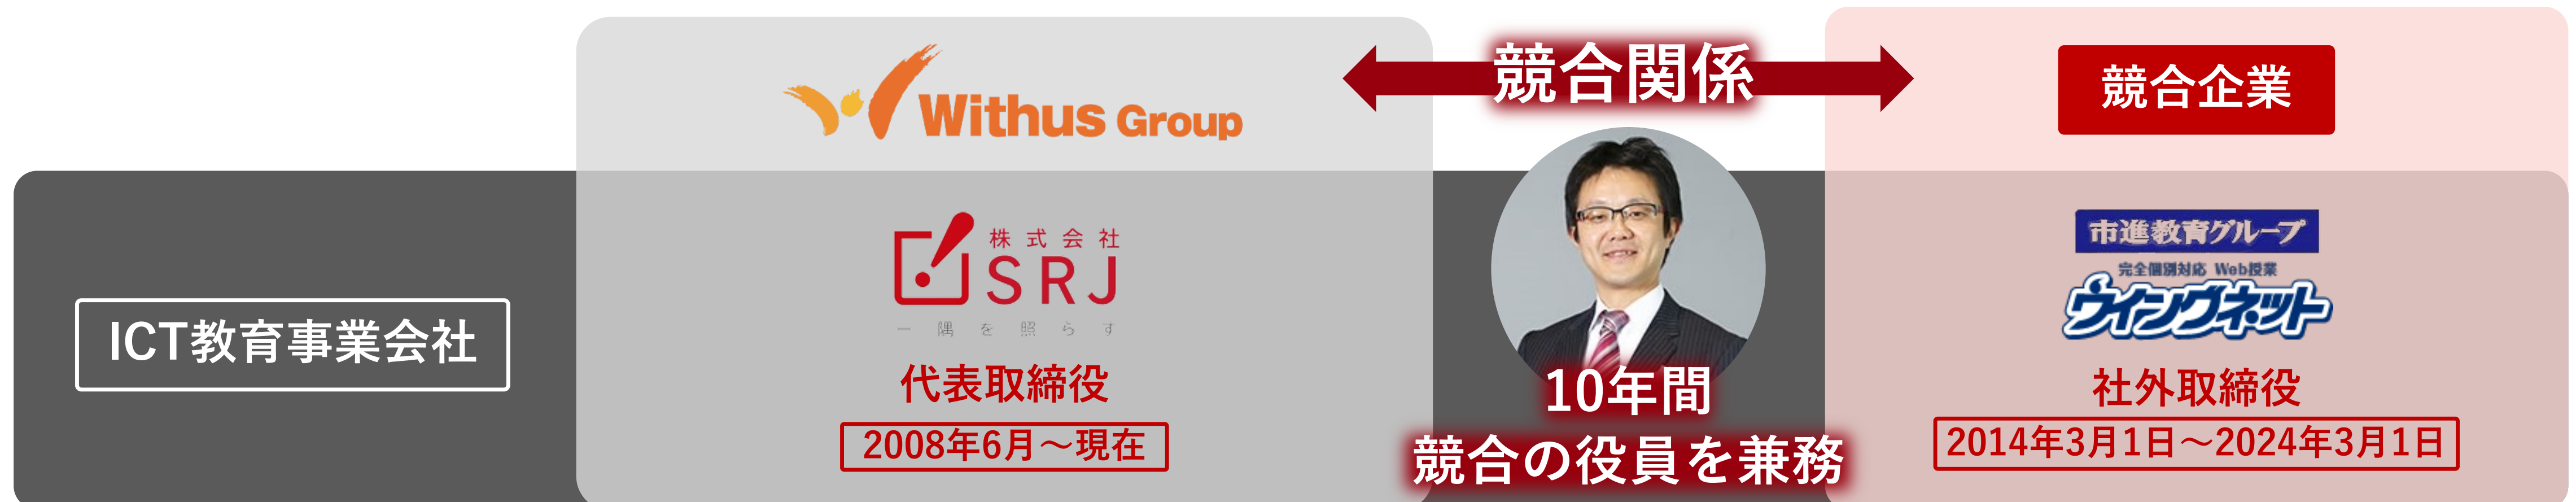 Withus Group
競合関係
競合企業
ICT教育事業会社
株式会社
SRJ
一隅を照らす
代表取締役
2008年6月～現在
10年間
競合の役員を兼務
市進教育グループ
完全個別対応 Web授業
ウイングネット
社外取締役
2014年3月1日～2024年3月1日